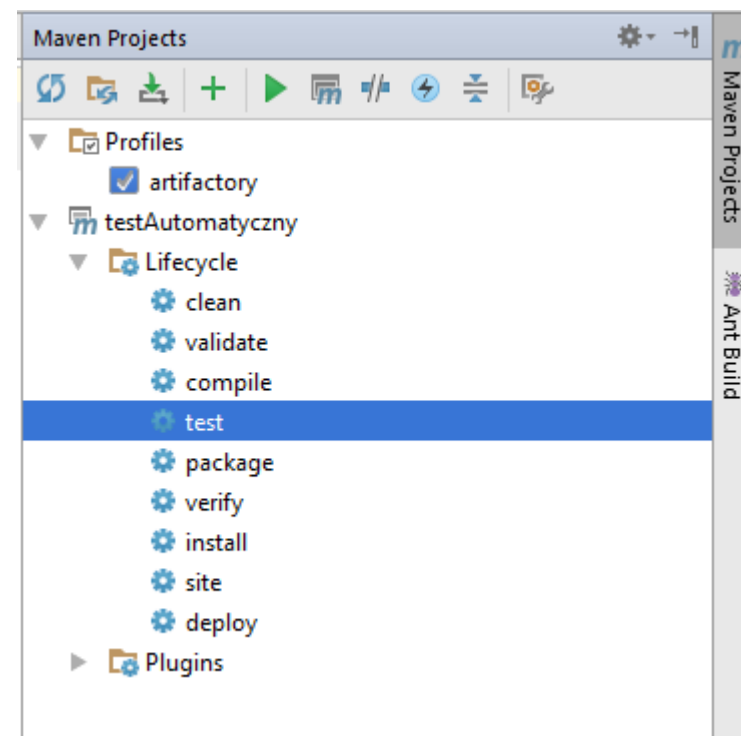 Maven Projects
Profiles
artifactory
testAutomatyczny
Lifecycle
clean
validate
compile
test
package
verify
install
site
deploy
Plugins
Maven Projects
Ant Build